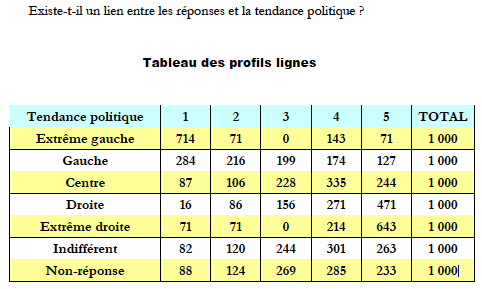 Existe-t-il un lien entre les réponses et la tendance politique ?
Tableau des profils lignes
Tendance politique 1 2 3 4 5 TOTAL
Extrême gauche 714 71 0 143 71 1 000
Gauche 284 216 199 174 127 1 000
Centre 87 106 228 335 244 1 000
Droite 16 86 156 271 471 1 000
Extrême droite 71 71 0 214 643 1 000
Indifférent 82 120 244 301 263 1 000
Non-réponse 88 124 269 285 233 1 000